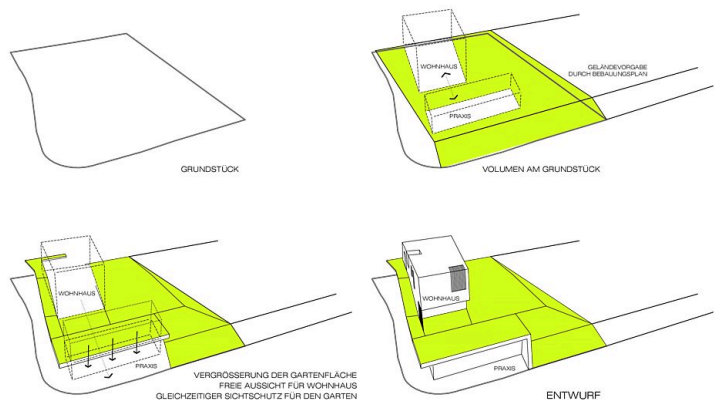 GRUNDSTÜCK
WOHNHAUS
PRAXIS
GELÄNDEVORGABE
DURCH BEBAUUNGSPLAN
VOLUMEN AM GRUNDSTÜCK
WOHNHAUS
PRAXIS
VERGRÖSSERUNG DER GARTENFLÄCHE
FREIE AUSSICHT FÜR WOHNHAUS
GLEICHZEITIGER SICHTSCHUTZ FÜR DEN GARTEN
WOHNHAUS
PRAXIS
ENTWURF